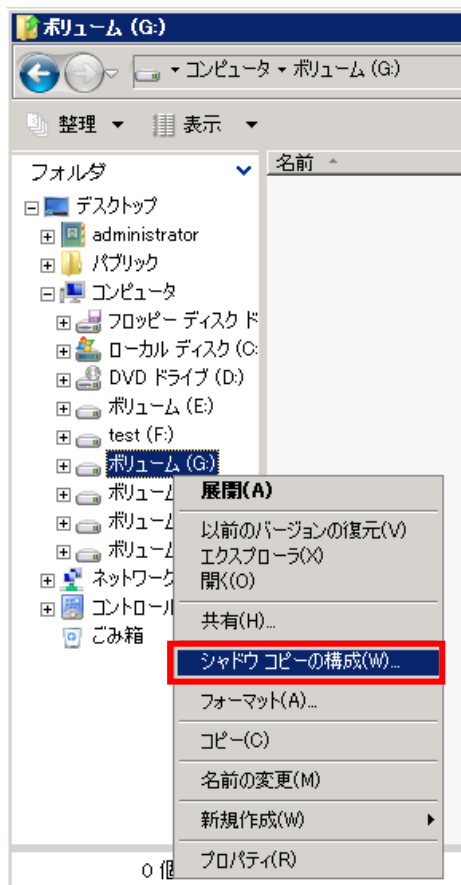 ボリューム (G:)
コンピュータ ▾ ボリューム (G:)
整理 ▼ 表示 ▼
フォルダ
名前
デスクトップ
administrator
パブリック
コンピュータ
フロッピー ディスク ド
ローカル ディスク (C:
DVD ドライブ (D:)
ボリューム (E:)
test (F:)
ボリューム (G:)
ボリューム
ボリューム
ボリューム
ネットワーク
コントロール
ごみ箱
展開(A)
以前のバージョンの復元(V)
エクスプローラ(X)
開く(O)
共有(H)...
シャドウ コピーの構成(W)...
フォーマット(A)...
コピー(C)
名前の変更(M)
新規作成(W)
プロパティ(R)
0 個